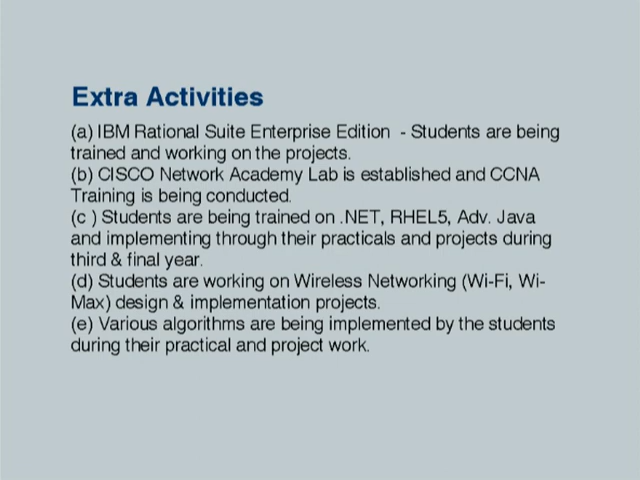 Extra Activities
(a) IBM Rational Suite Enterprise Edition  - Students are being
trained and working on the projects.
(b) CISCO Network Academy Lab is established and CCNA
Training is being conducted.
(c ) Students are being trained on .NET, RHEL5, Adv. Java
and implementing through their practicals and projects during
third & final year.
(d) Students are working on Wireless Networking (Wi-Fi, Wi-
Max) design & implementation projects.
(e) Various algorithms are being implemented by the students
during their practical and project work.